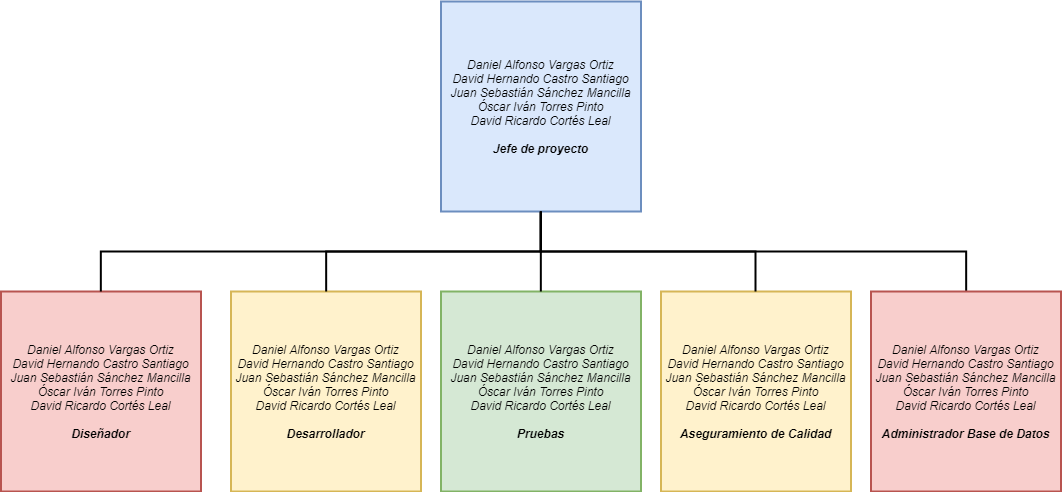 Daniel Alfonso Vargas Ortiz
David Hernando Castro Santiago
Juan Sebastián Sánchez Mancilla
Óscar Iván Torres Pinto
David Ricardo Cortés Leal
Jefe de proyecto
Daniel Alfonso Vargas Ortiz
David Hernando Castro Santiago
Juan Sebastián Sánchez Mancilla
Óscar Iván Torres Pinto
David Ricardo Cortés Leal
Diseñador
Daniel Alfonso Vargas Ortiz
David Hernando Castro Santiago
Juan Sebastián Sánchez Mancilla
Óscar Iván Torres Pinto
David Ricardo Cortés Leal
Desarrollador
Daniel Alfonso Vargas Ortiz
David Hernando Castro Santiago
Juan Sebastián Sánchez Mancilla
Óscar Iván Torres Pinto
David Ricardo Cortés Leal
Pruebas
Daniel Alfonso Vargas Ortiz
David Hernando Castro Santiago
Juan Sebastián Sánchez Mancilla
Óscar Iván Torres Pinto
David Ricardo Cortés Leal
Aseguramiento de Calidad
Daniel Alfonso Vargas Ortiz
David Hernando Castro Santiago
Juan Sebastián Sánchez Mancilla
Óscar Iván Torres Pinto
David Ricardo Cortés Leal
Administrador Base de Datos